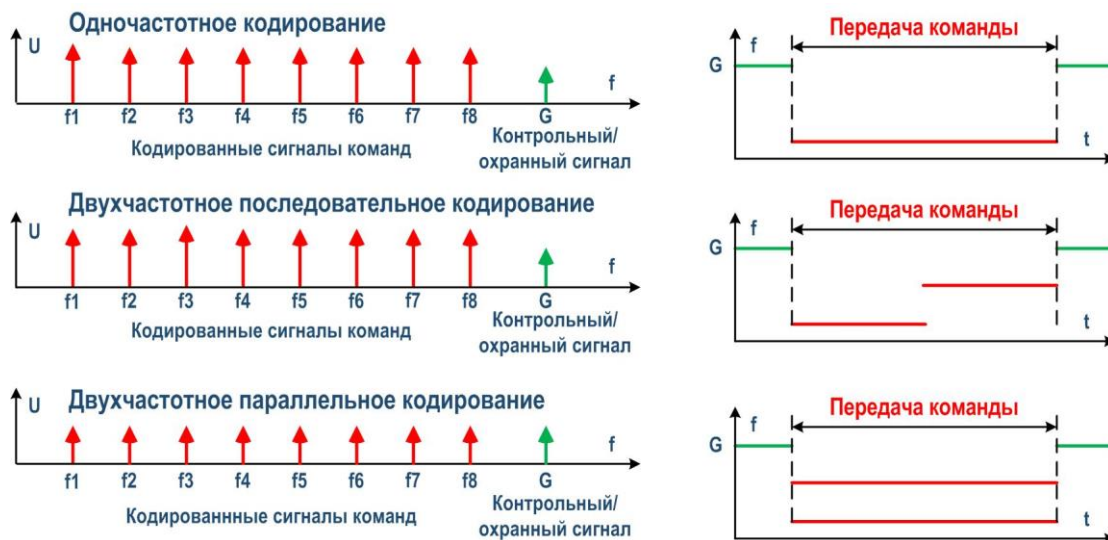 Одночастотное кодирование
U
f
f1 f2 f3 f4 f5 f6 f7 f8 G
Кодированные сигналы команд
Контрольный/
охранный сигнал
f
Передача команды
G
t
Двухчастотное последовательное кодирование
U
f
f1 f2 f3 f4 f5 f6 f7 f8 G
Кодированные сигналы команд
Контрольный/
охранный сигнал
f
Передача команды
G
t
Двухчастотное параллельное кодирование
U
f
f1 f2 f3 f4 f5 f6 f7 f8 G
Кодированнные сигналы команд
Контрольный/
охранный сигнал
f
Передача команды
G
t